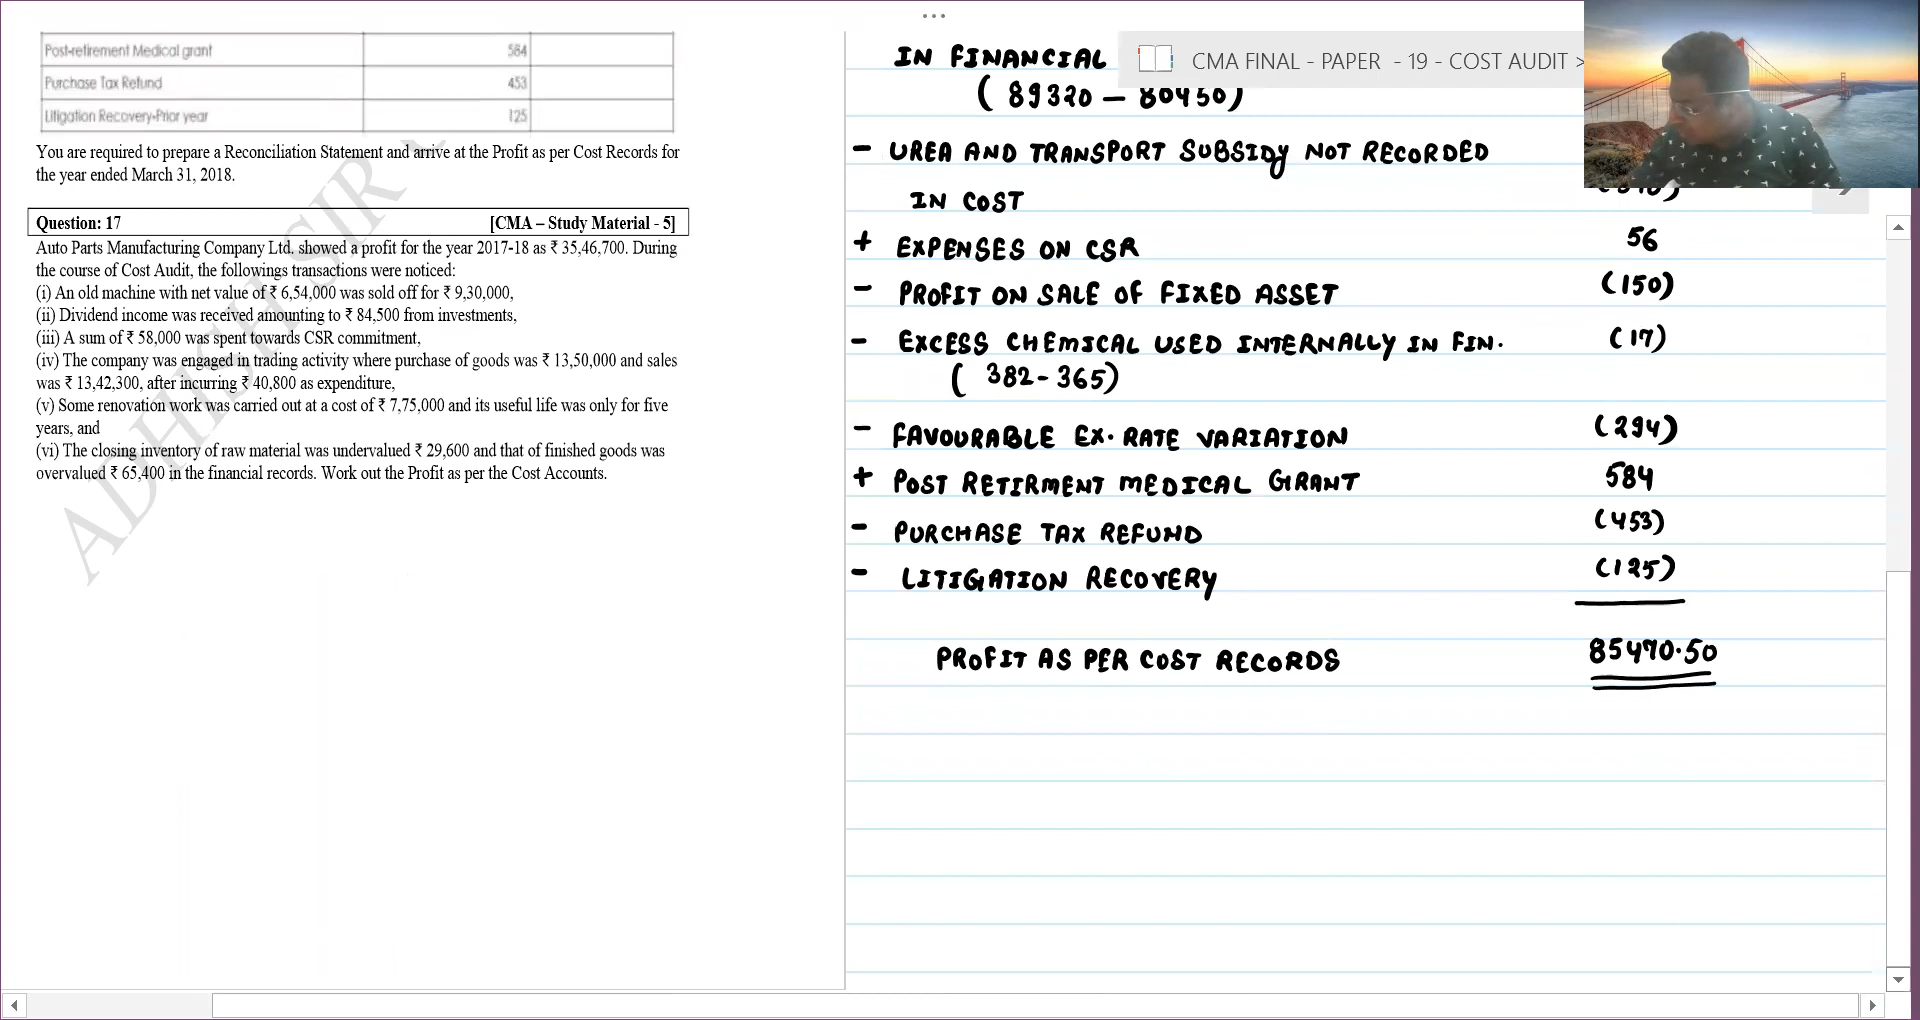 Post-retirement Medical grant 584
Purchase Tax Refund 453
Litigation Recovery-Prior year 125
You are required to prepare a Reconciliation Statement and arrive at the Profit as per Cost Records for
the year ended March 31, 2018.
Question: 17 [CMA – Study Material - 5]
Auto Parts Manufacturing Company Ltd. showed a profit for the year 2017-18 as ₹ 35,46,700. During
the course of Cost Audit, the followings transactions were noticed:
(i) An old machine with net value of ₹ 6,54,000 was sold off for ₹ 9,30,000,
(ii) Dividend income was received amounting to ₹ 84,500 from investments,
(iii) A sum of ₹ 58,000 was spent towards CSR commitment,
(iv) The company was engaged in trading activity where purchase of goods was ₹ 13,50,000 and sales
was ₹ 13,42,300, after incurring ₹ 40,800 as expenditure,
(v) Some renovation work was carried out at a cost of ₹ 7,75,000 and its useful life was only for five
years, and
(vi) The closing inventory of raw material was undervalued ₹ 29,600 and that of finished goods was
overvalued ₹ 65,400 in the financial records. Work out the Profit as per the Cost Accounts.
ADHISH SIR
CMA FINAL - PAPER - 19 - COST AUDIT >
IN FINANCIAL
(89320 - 80450)
- UREA AND TRANSPORT SUBSIDY NOT RECORDED
IN COST
+ EXPENSES ON CSR 56
- PROFIT ON SALE OF FIXED ASSET (150)
- EXCESS CHEMICAL USED INTERNALLY IN FIN. (17)
(382-365)
- FAVOURABLE EX. RATE VARIATION (294)
+ POST RETIRMENT MEDICAL GRANT 584
- PURCHASE TAX REFUND (453)
- LITIGATION RECOVERY (125)
PROFIT AS PER COST RECORDS 85470.50